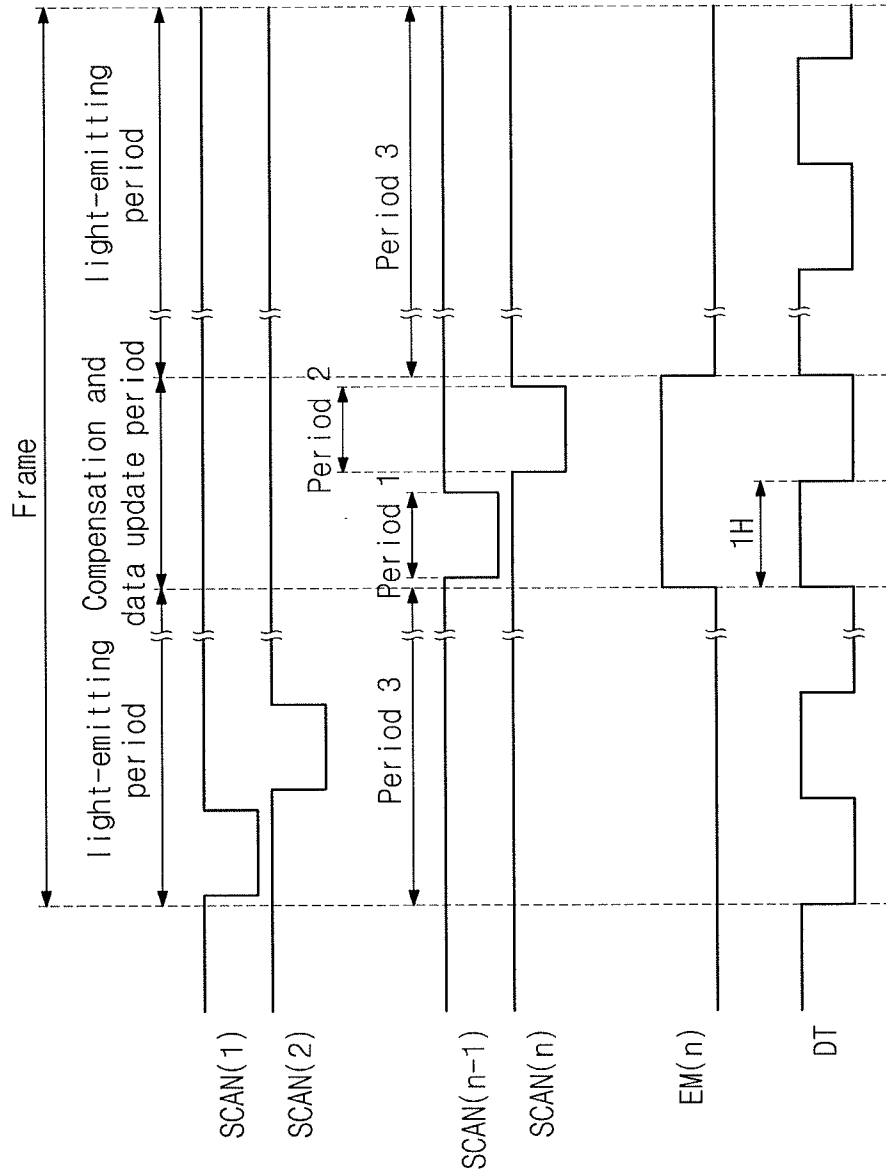 Frame
light-emitting
period
Compensation and
data update period
light-emitting
period
SCAN(1)
SCAN(2)
Period 3
Period 1
Period 2
Period 3
SCAN(n-1)
SCAN(n)
EM(n)
1H
DT